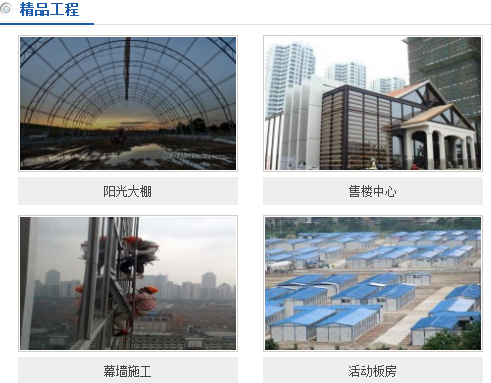 精品工程
阳光大棚
售楼中心
幕墙施工
活动板房